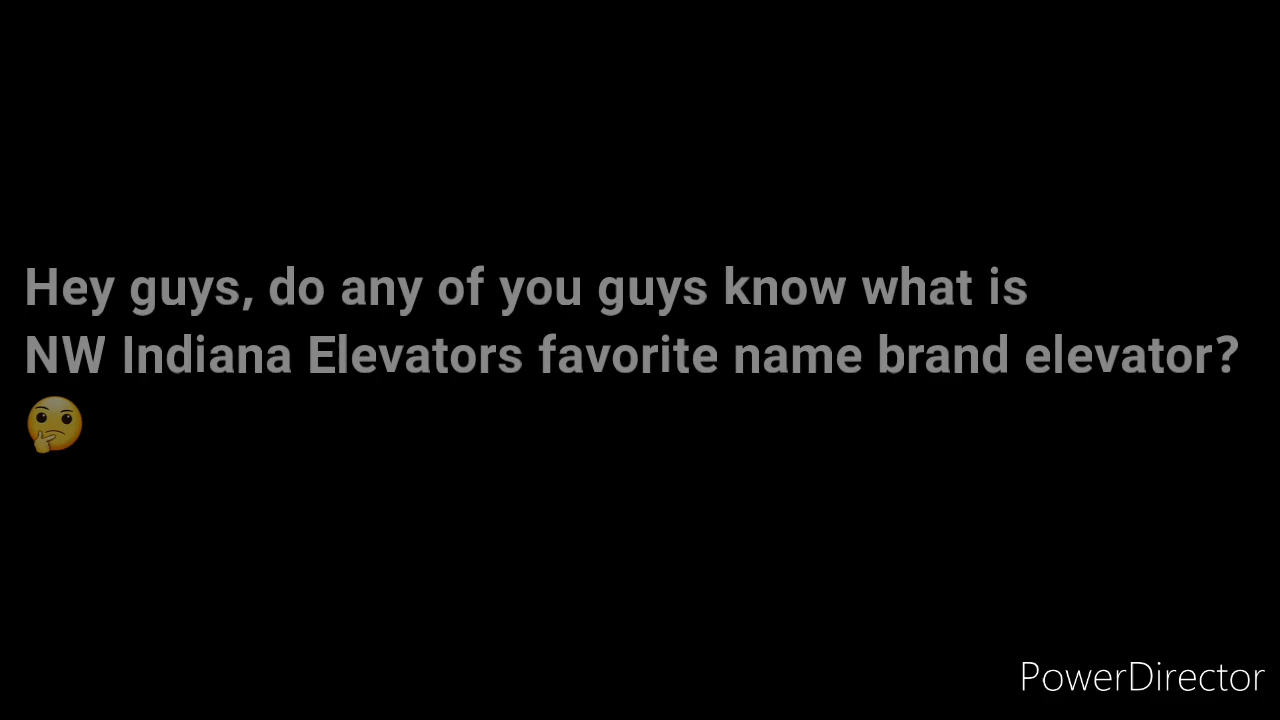 Hey guys, do any of you guys know what is
NW Indiana Elevators favorite name brand elevator?
🤔
PowerDirector